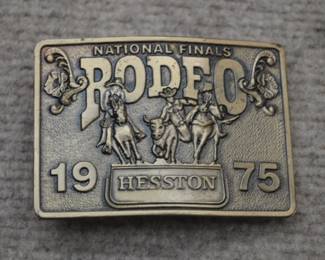 NATIONAL FINALS
RODEO
19 75
HESSTON